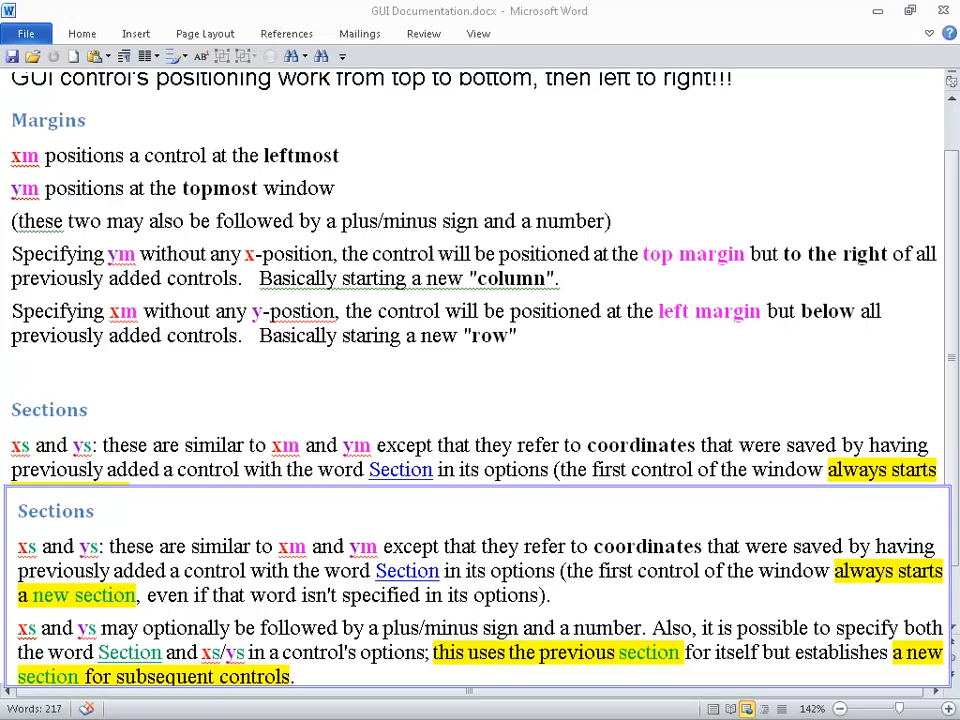 GUI Documentation.docx - Microsoft Word
File Home Insert Page Layout References Mailings Review View
GUI control's positioning work from top to bottom, then left to right!!!
Margins
xm positions a control at the leftmost
ym positions at the topmost window
(these two may also be followed by a plus/minus sign and a number)
Specifying ym without any x-position, the control will be positioned at the top margin but to the right of all
previously added controls. Basically starting a new "column".
Specifying xm without any y-postion, the control will be positioned at the left margin but below all
previously added controls. Basically staring a new "row"
Sections
xs and ys: these are similar to xm and ym except that they refer to coordinates that were saved by having
previously added a control with the word Section in its options (the first control of the window always starts
Sections
xs and ys: these are similar to xm and ym except that they refer to coordinates that were saved by having
previously added a control with the word Section in its options (the first control of the window always starts
a new section, even if that word isn't specified in its options).
xs and ys may optionally be followed by a plus/minus sign and a number. Also, it is possible to specify both
the word Section and xs/ys in a control's options; this uses the previous section for itself but establishes a new
section for subsequent controls.
Words: 217 142%